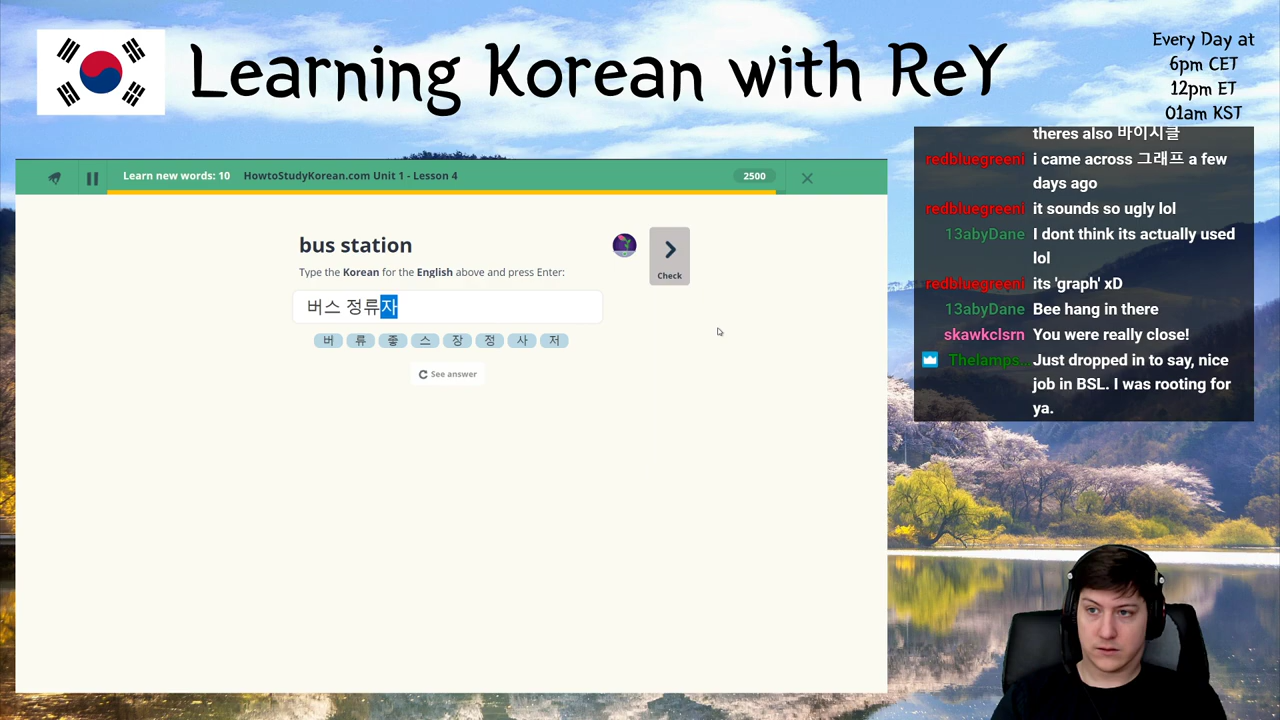 Learning Korean with ReY
Every Day at
6pm CET
12pm ET
01am KST
theres also 바이시클
redbluegreeni i came across 그래프 a few
days ago
redbluegreeni it sounds so ugly lol
13abyDane I dont think its actually used
lol
redbluegreeni its 'graph' xD
13abyDane Bee hang in there
skawkclsrn You were really close!
Thelamps... Just dropped in to say, nice
job in BSL. I was rooting for
ya.
Learn new words: 10 HowtoStudyKorean.com Unit 1 - Lesson 4 2500
bus station
Type the Korean for the English above and press Enter:
Check
버스 정류자
버 류 좋 스 장 정 사 저
See answer